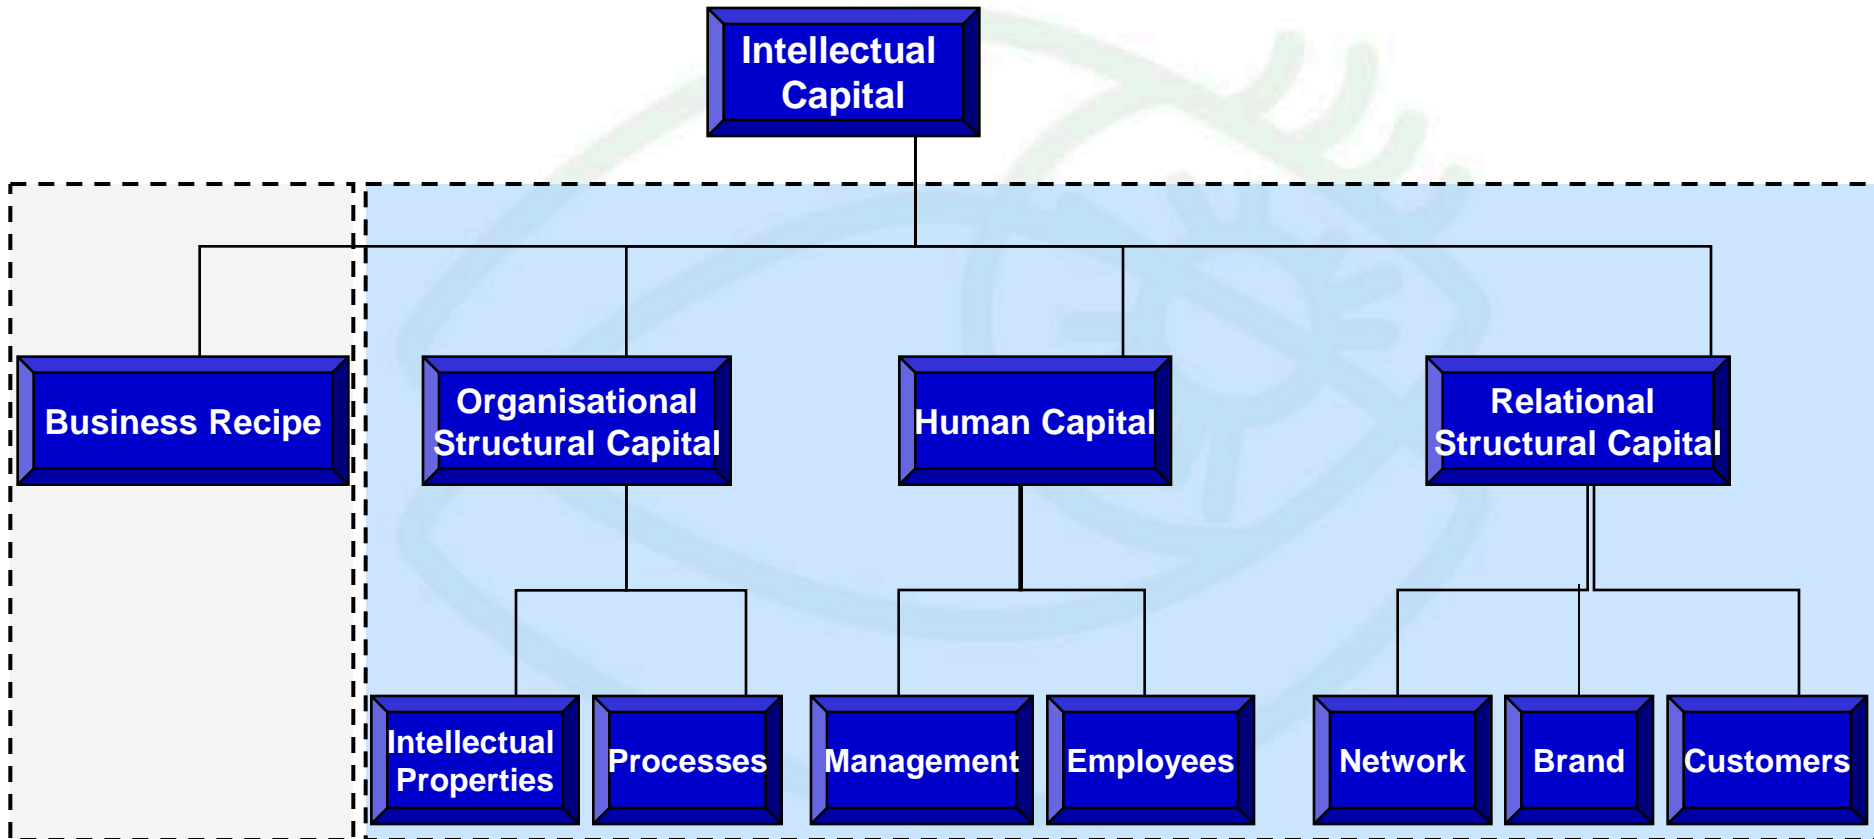 Intellectual
Capital
Business Recipe
Organisational
Structural Capital
Human Capital
Relational
Structural Capital
Intellectual
Properties
Processes
Management
Employees
Network
Brand
Customers